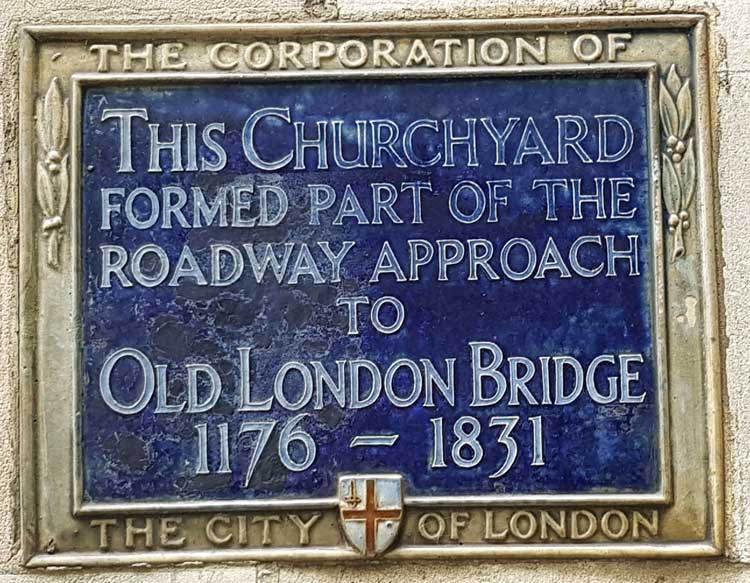 THE CORPORATION OF
THIS CHURCHYARD
FORMED PART OF THE
ROADWAY APPROACH
TO
OLD LONDON BRIDGE
1176 – 1831
THE CITY OF LONDON